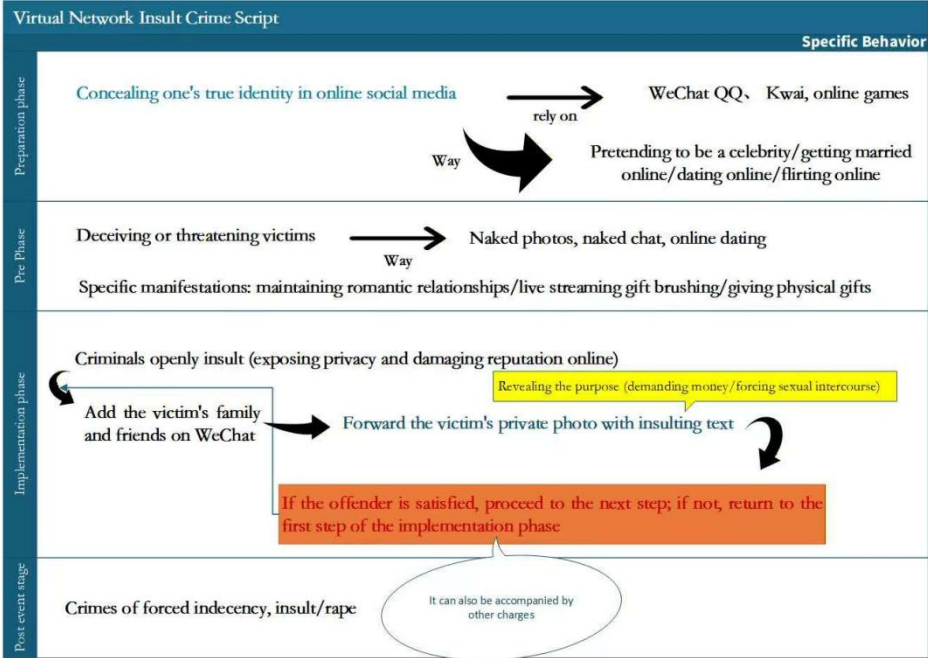 Virtual Network Insult Crime Script
Specific Behavior
Preparation phase
Concealing one's true identity in online social media
rely on
WeChat QQ、 Kwai, online games
Way
Pretending to be a celebrity/getting married
online/dating online/flirting online
Pre Phase
Deceiving or threatening victims
Way
Naked photos, naked chat, online dating
Specific manifestations: maintaining romantic relationships/live streaming gift brushing/giving physical gifts
Implementation phase
Criminals openly insult (exposing privacy and damaging reputation online)
Revealing the purpose (demanding money/forcing sexual intercourse)
Add the victim's family
and friends on WeChat
Forward the victim's private photo with insulting text
If the offender is satisfied, proceed to the next step; if not, return to the
first step of the implementation phase
Post event stage
Crimes of forced indecency, insult/rape
It can also be accompanied by
other charges